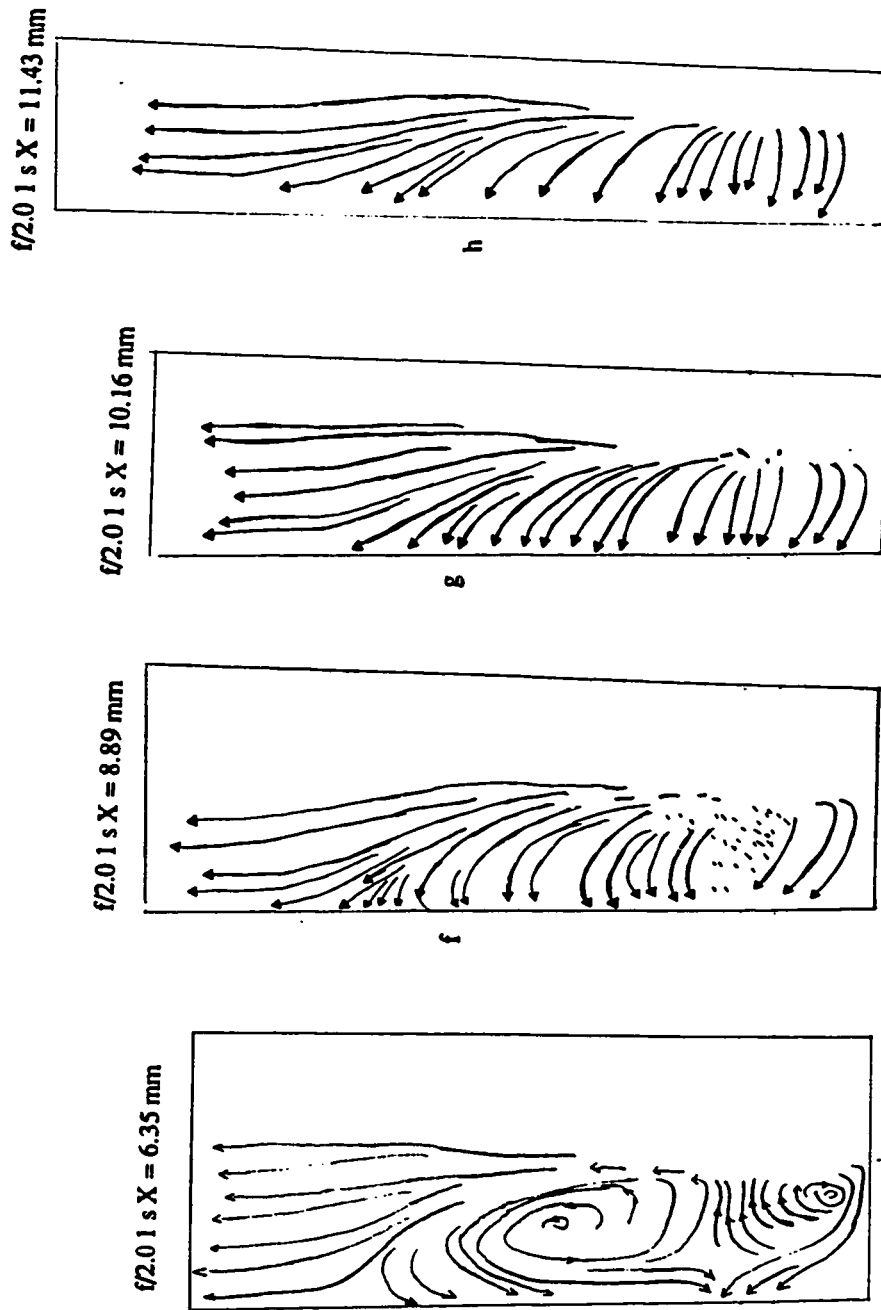 f/2.0 1 s X = 11.43 mm
h
f/2.0 1 s X = 10.16 mm
g
f/2.0 1 s X = 8.89 mm
f
f/2.0 1 s X = 6.35 mm